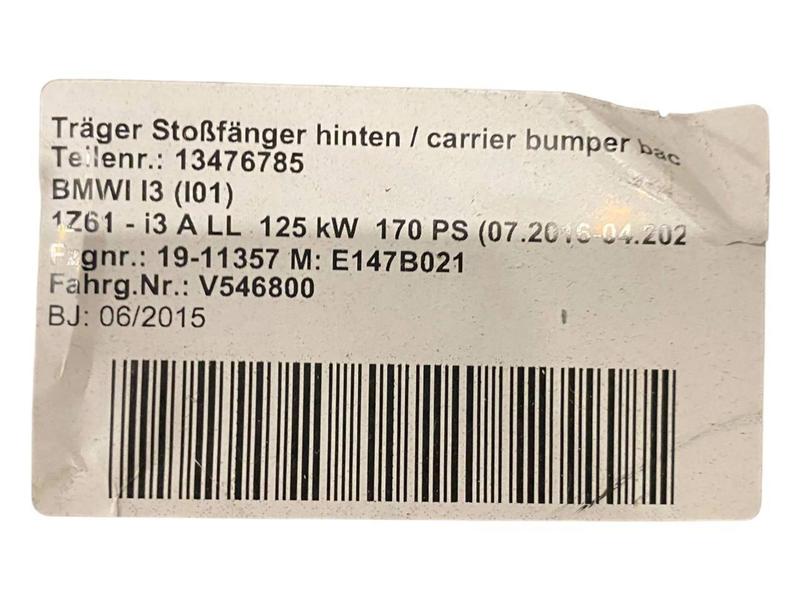 Träger Stoßfänger hinten / carrier bumper bac
Teilenr.: 13476785
BMWI I3 (I01)
1Z61 - i3 A LL 125 kW 170 PS (07.2016-04.202
Fzgnr.: 19-11357 M: E147B021
Fahrg.Nr.: V546800
BJ: 06/2015